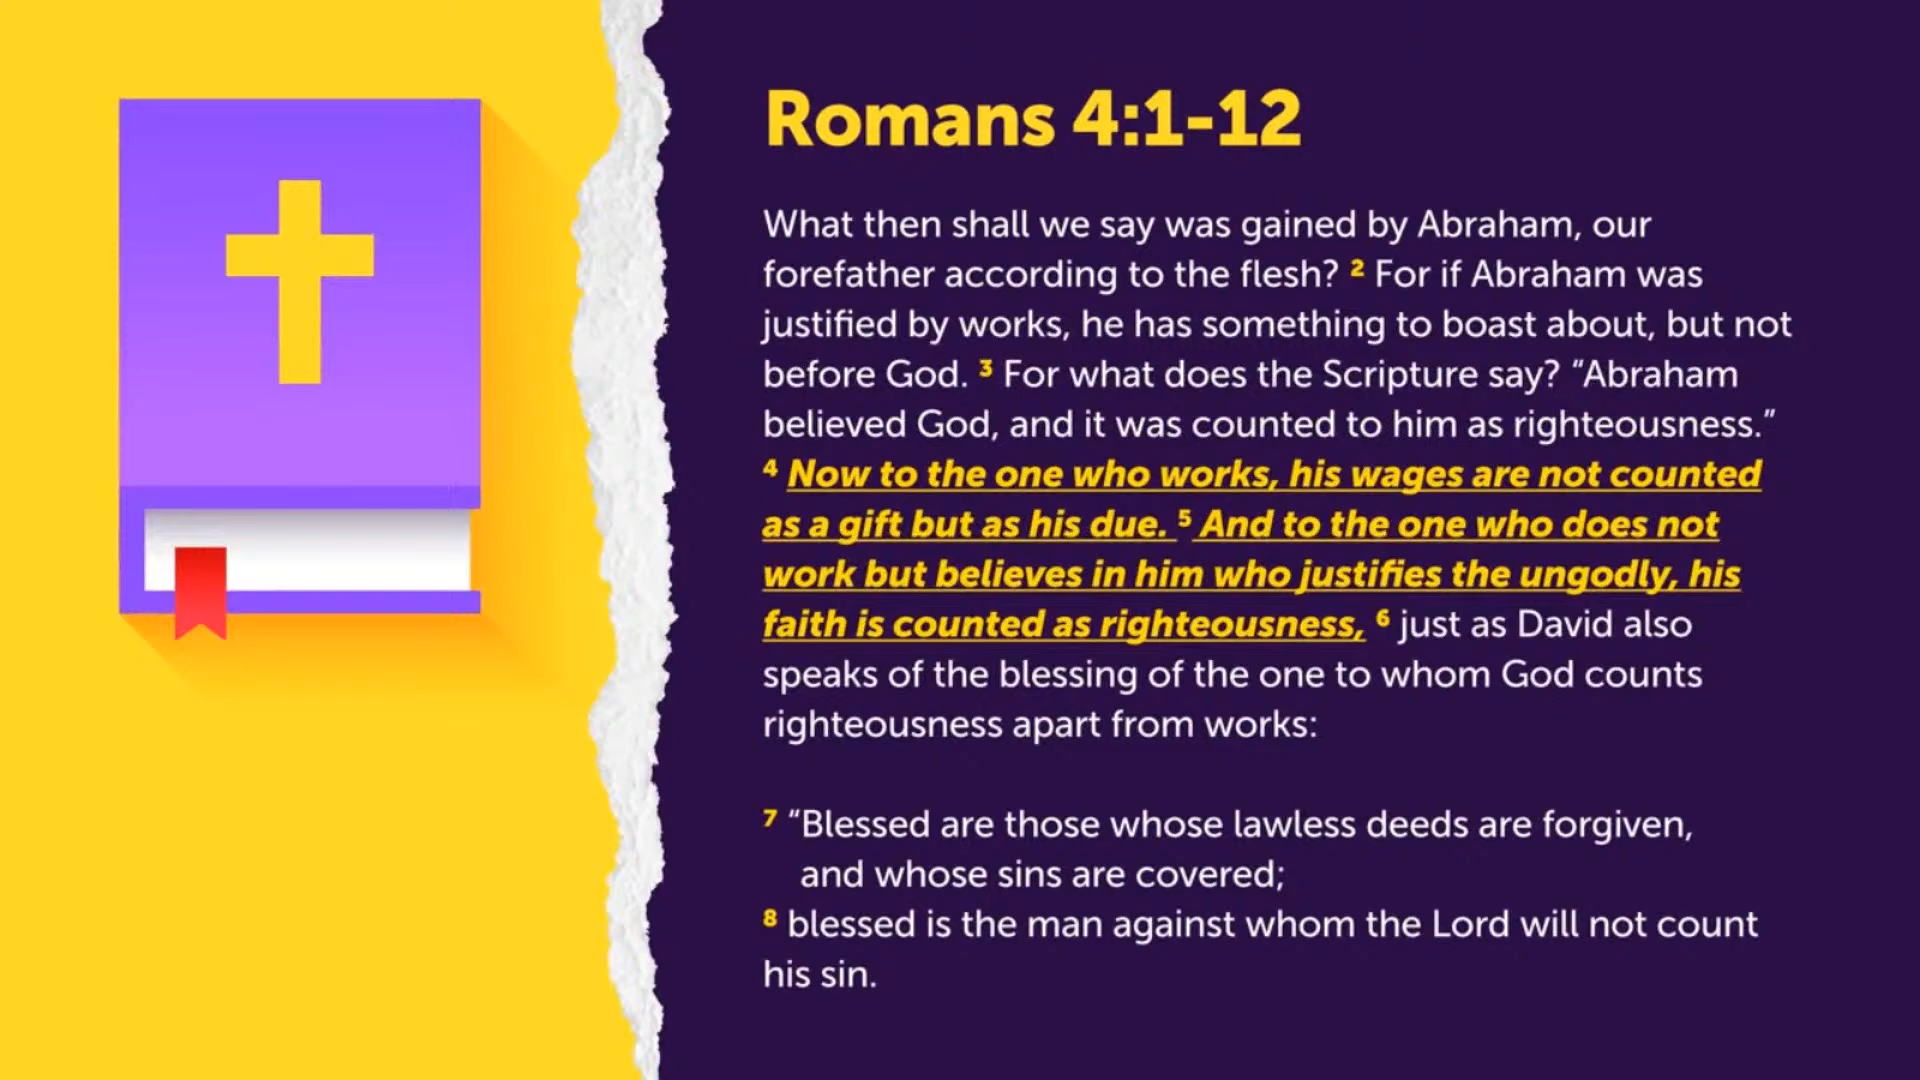 Romans 4:1-12
What then shall we say was gained by Abraham, our
forefather according to the flesh? 2 For if Abraham was
justified by works, he has something to boast about, but not
before God. 3 For what does the Scripture say? “Abraham
believed God, and it was counted to him as righteousness.”
4 Now to the one who works, his wages are not counted
as a gift but as his due. 5 And to the one who does not
work but believes in him who justifies the ungodly, his
faith is counted as righteousness, 6 just as David also
speaks of the blessing of the one to whom God counts
righteousness apart from works:
7 “Blessed are those whose lawless deeds are forgiven,
and whose sins are covered;
8 blessed is the man against whom the Lord will not count
his sin.